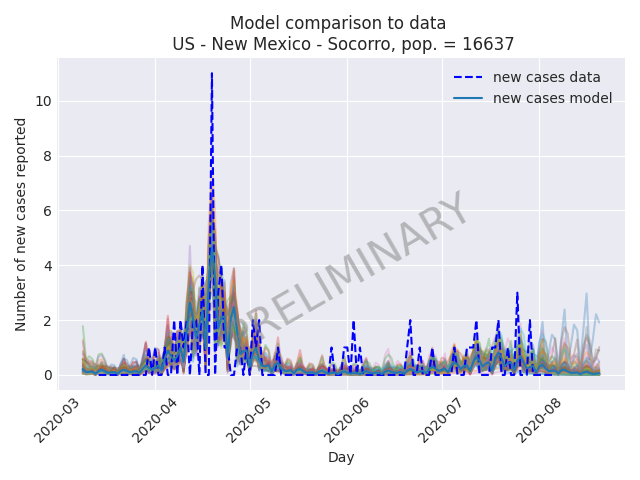 Model comparison to data
US - New Mexico - Socorro, pop. = 16637
new cases data
new cases model
Number of new cases reported
10
8
6
4
2
0
PRELIMINARY
2020-03
2020-04
2020-05
2020-06
2020-07
2020-08
Day